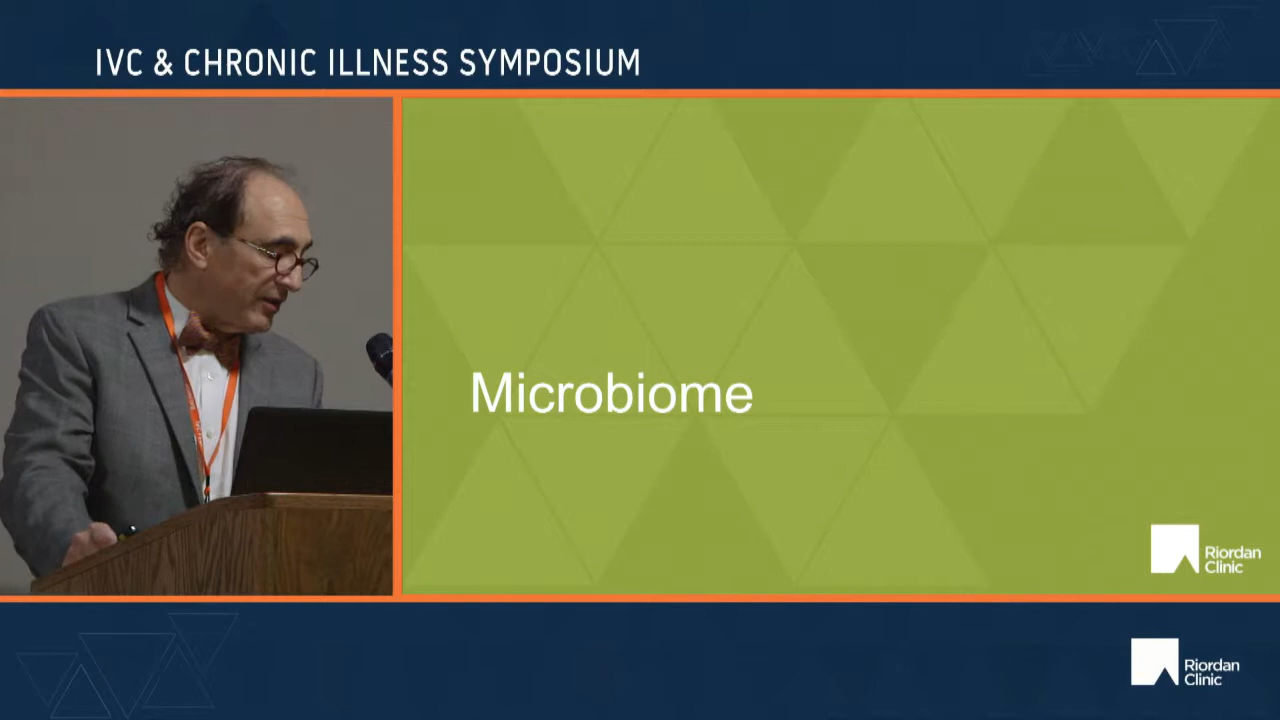 IVC & CHRONIC ILLNESS SYMPOSIUM
Microbiome
Riordan
Clinic
Riordan
Clinic